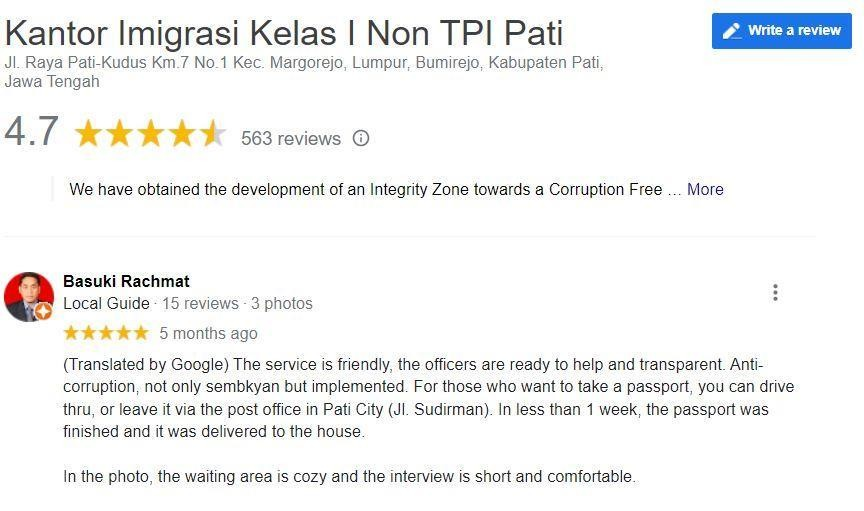 Kantor Imigrasi Kelas I Non TPI Pati
Write a review
Jl. Raya Pati-Kudus Km.7 No.1 Kec. Margorejo, Lumpur, Bumirejo, Kabupaten Pati,
Jawa Tengah
4.7 563 reviews
We have obtained the development of an Integrity Zone towards a Corruption Free ... More
Basuki Rachmat
Local Guide · 15 reviews · 3 photos
5 months ago
(Translated by Google) The service is friendly, the officers are ready to help and transparent. Anti-
corruption, not only sembkyan but implemented. For those who want to take a passport, you can drive
thru, or leave it via the post office in Pati City (Jl. Sudirman). In less than 1 week, the passport was
finished and it was delivered to the house.
In the photo, the waiting area is cozy and the interview is short and comfortable.